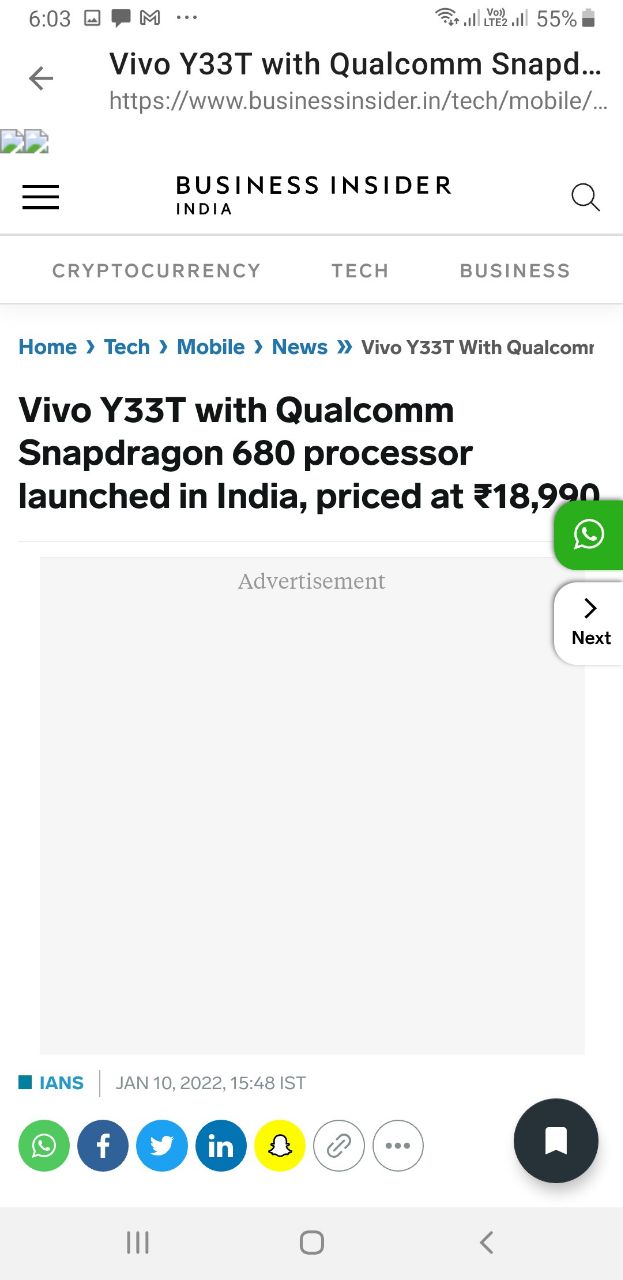 6:03 55%
Vo))
LTE2
Vivo Y33T with Qualcomm Snapd...
https://www.businessinsider.in/tech/mobile/...
BUSINESS INSIDER
INDIA
CRYPTOCURRENCY TECH BUSINESS
Home › Tech › Mobile › News » Vivo Y33T With Qualcomm
Vivo Y33T with Qualcomm
Snapdragon 680 processor
launched in India, priced at ₹18,990
Advertisement
Next
IANS JAN 10, 2022, 15:48 IST